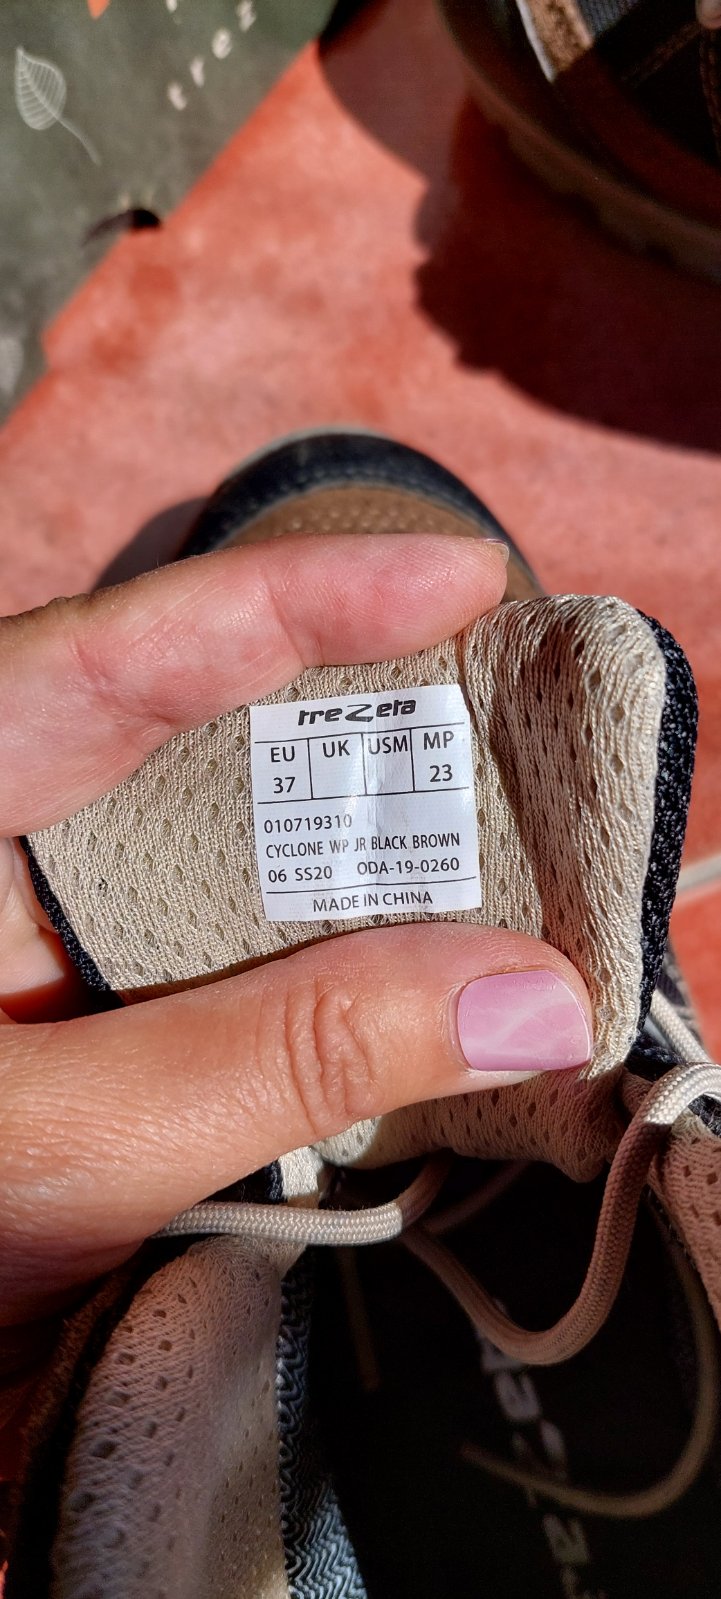 trez
treZeta
EU UK USM MP
37 23
010719310
CYCLONE WP JR BLACK BROWN
06 SS20 ODA-19-0260
MADE IN CHINA